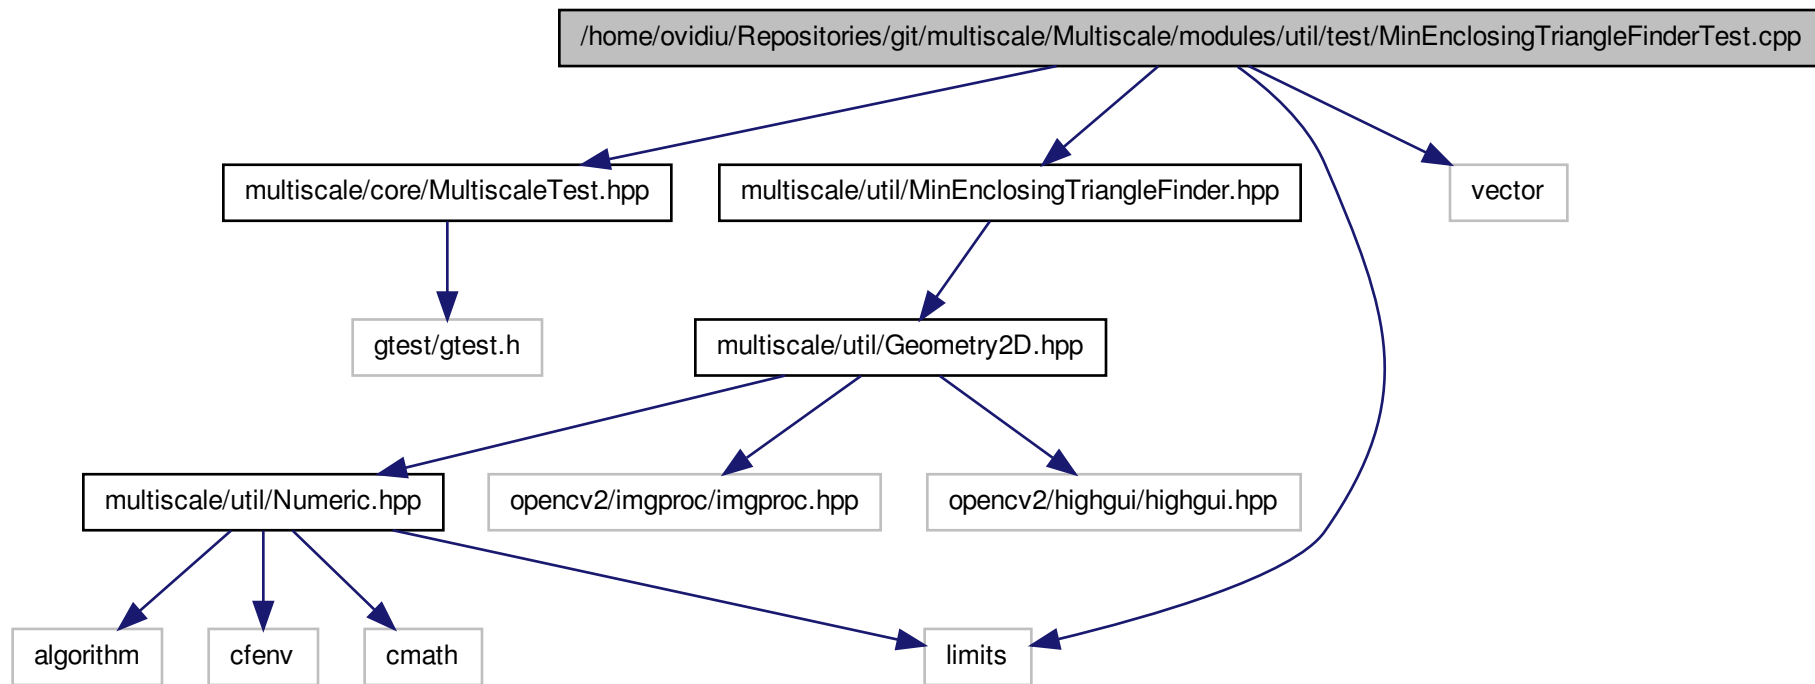 /home/ovidiu/Repositories/git/multiscale/Multiscale/modules/util/test/MinEnclosingTriangleFinderTest.cpp
multiscale/core/MultiscaleTest.hpp
multiscale/util/MinEnclosingTriangleFinder.hpp
vector
gtest/gtest.h
multiscale/util/Geometry2D.hpp
multiscale/util/Numeric.hpp
opencv2/imgproc/imgproc.hpp
opencv2/highgui/highgui.hpp
algorithm
cfenv
cmath
limits